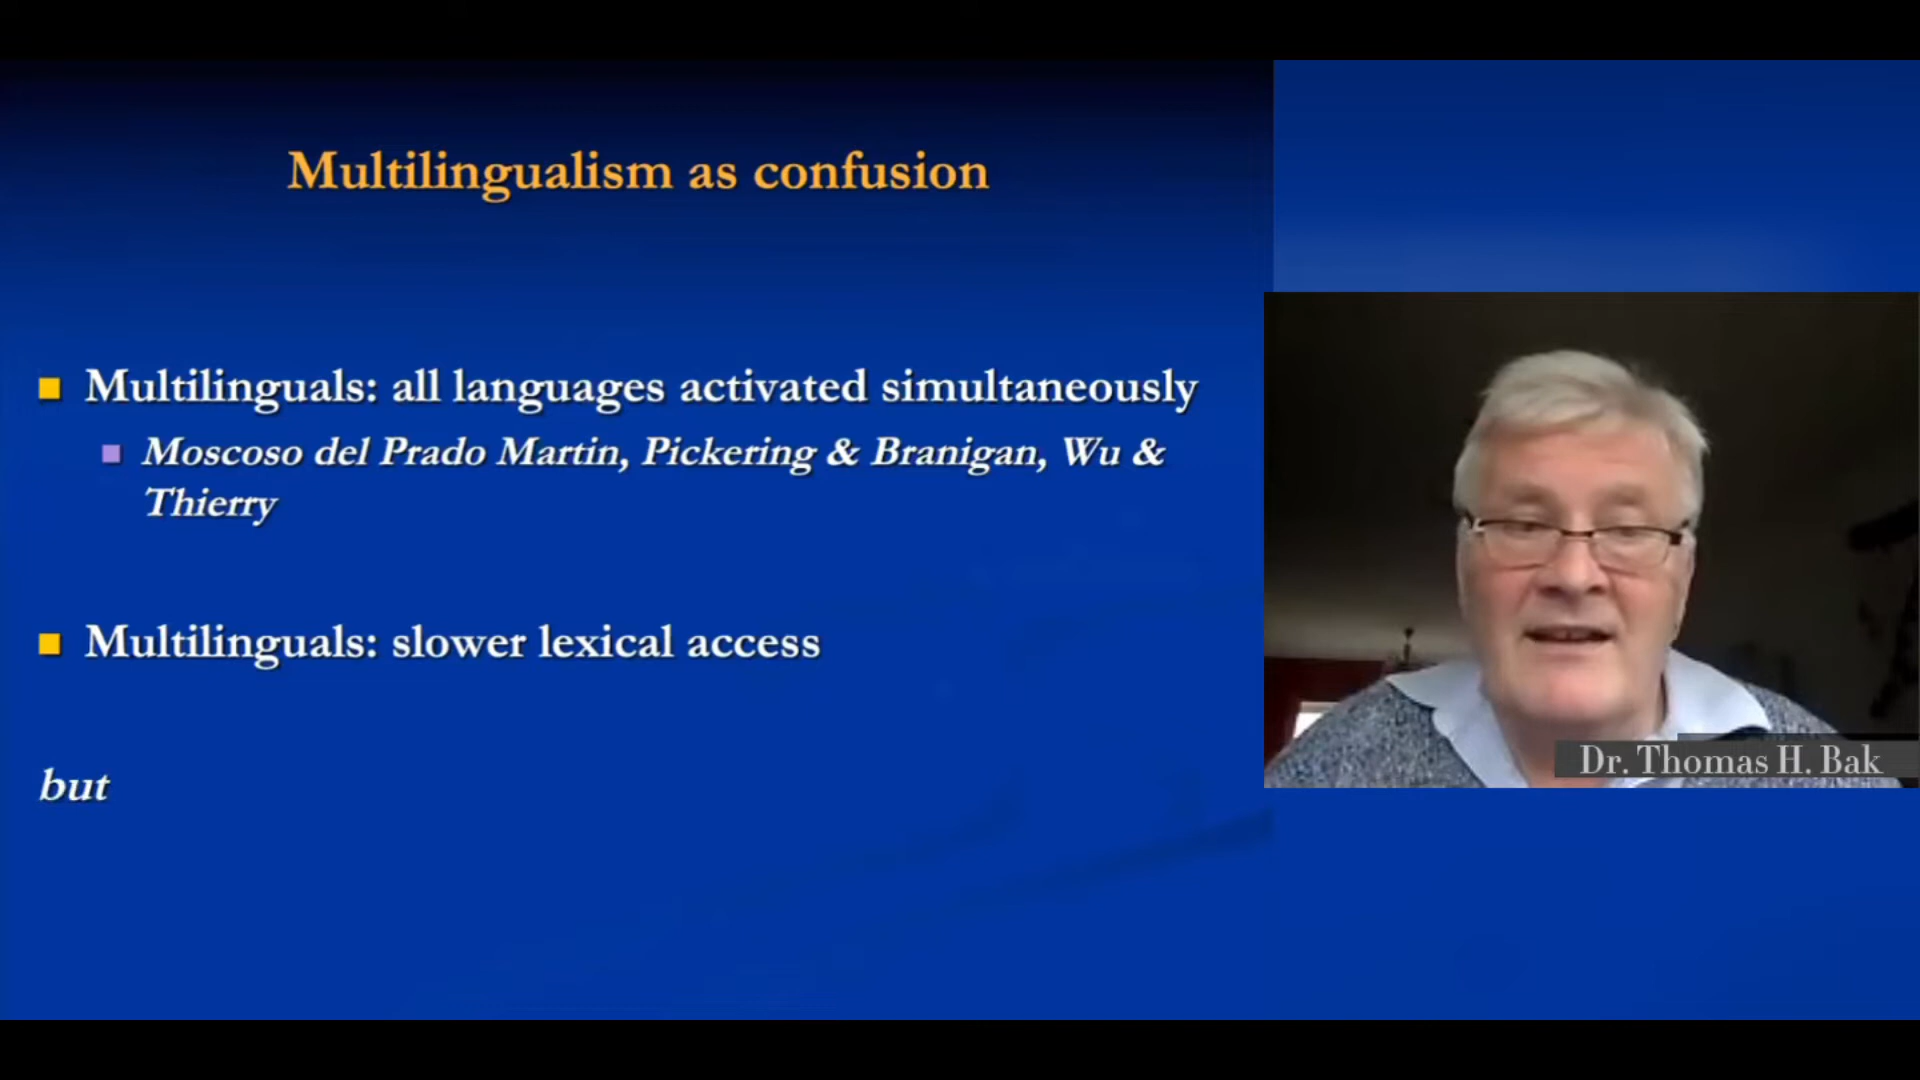 Multilingualism as confusion
Multilinguals: all languages activated simultaneously
Moscoso del Prado Martin, Pickering & Branigan, Wu &
Thierry
Multilinguals: slower lexical access
but
Dr. Thomas H. Bak